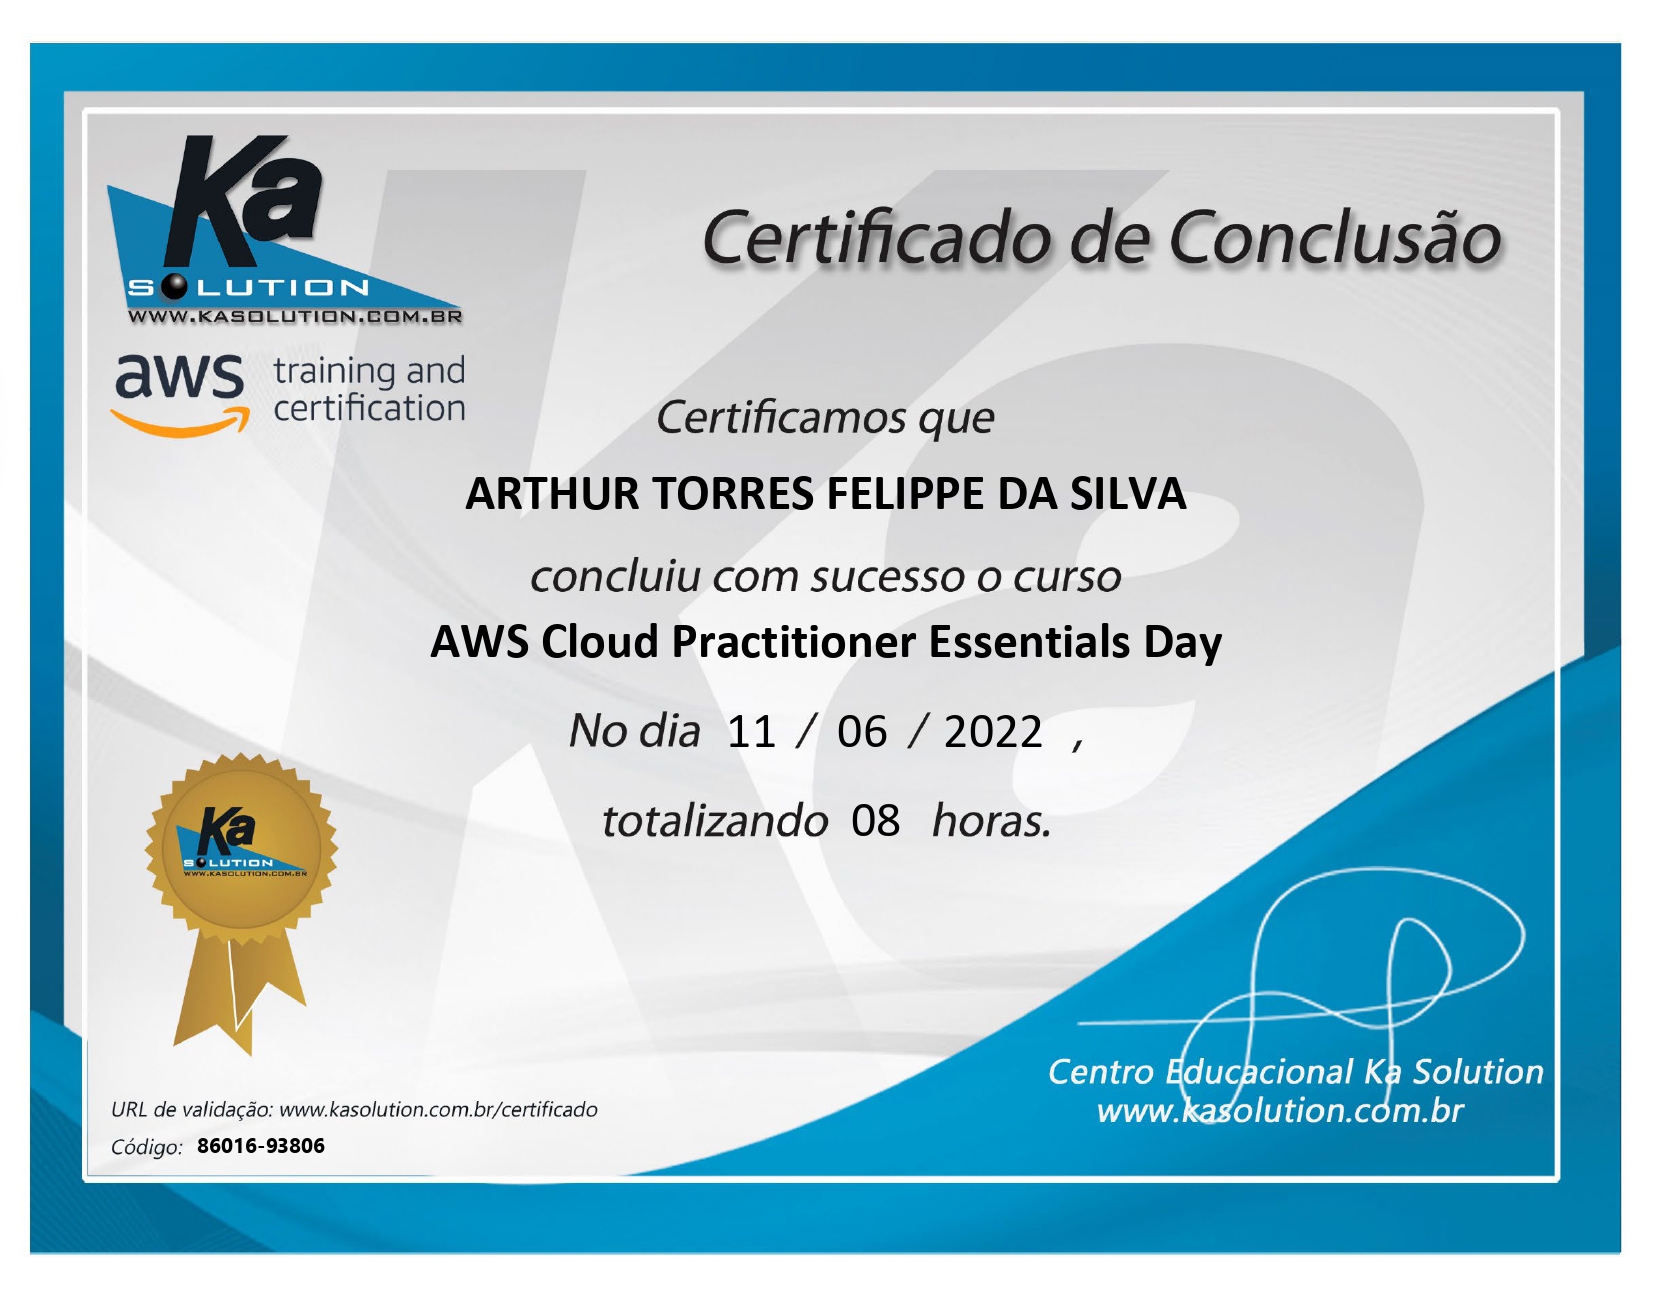 Ka
SOLUTION
WWW.KASOLUTION.COM.BR
aws training and
certification
Certificado de Conclusão
Certificamos que
ARTHUR TORRES FELIPPE DA SILVA
concluiu com sucesso o curso
AWS Cloud Practitioner Essentials Day
No dia 11 / 06 / 2022 ,
totalizando 08 horas.
Ka
SOLUTION
WWW.KASOLUTION.COM.BR
Centro Educacional Ka Solution
www.kasolution.com.br
URL de validação: www.kasolution.com.br/certificado
Código: 86016-93806